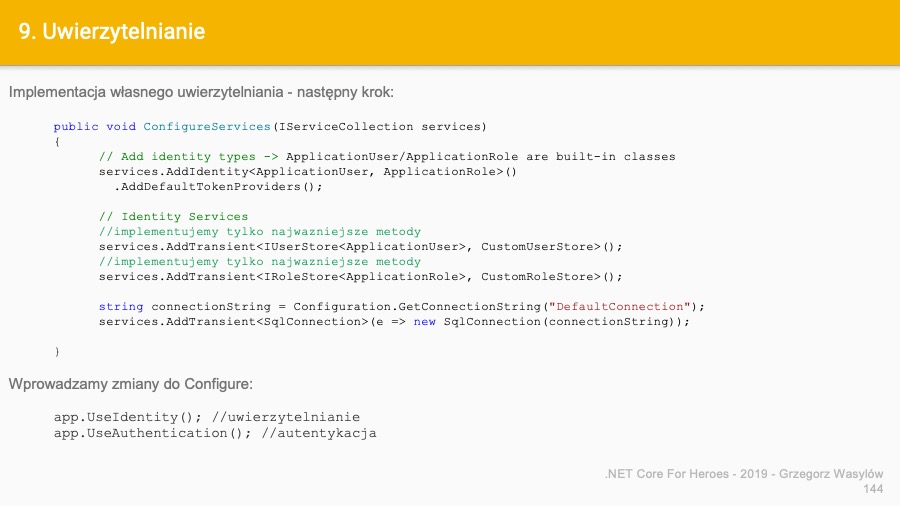 9. Uwierzytelnianie
Implementacja własnego uwierzytelniania - następny krok:
public void ConfigureServices(IServiceCollection services)
{
// Add identity types -> ApplicationUser/ApplicationRole are built-in classes
services.AddIdentity<ApplicationUser, ApplicationRole>()
.AddDefaultTokenProviders();
// Identity Services
//implementujemy tylko najwazniejsze metody
services.AddTransient<IUserStore<ApplicationUser>, CustomUserStore>();
//implementujemy tylko najwazniejsze metody
services.AddTransient<IRoleStore<ApplicationRole>, CustomRoleStore>();
string connectionString = Configuration.GetConnectionString("DefaultConnection");
services.AddTransient<SqlConnection>(e => new SqlConnection(connectionString));
}
Wprowadzamy zmiany do Configure:
app.UseIdentity(); //uwierzytelnianie
app.UseAuthentication(); //autentykacja
.NET Core For Heroes - 2019 - Grzegorz Wasylów
144